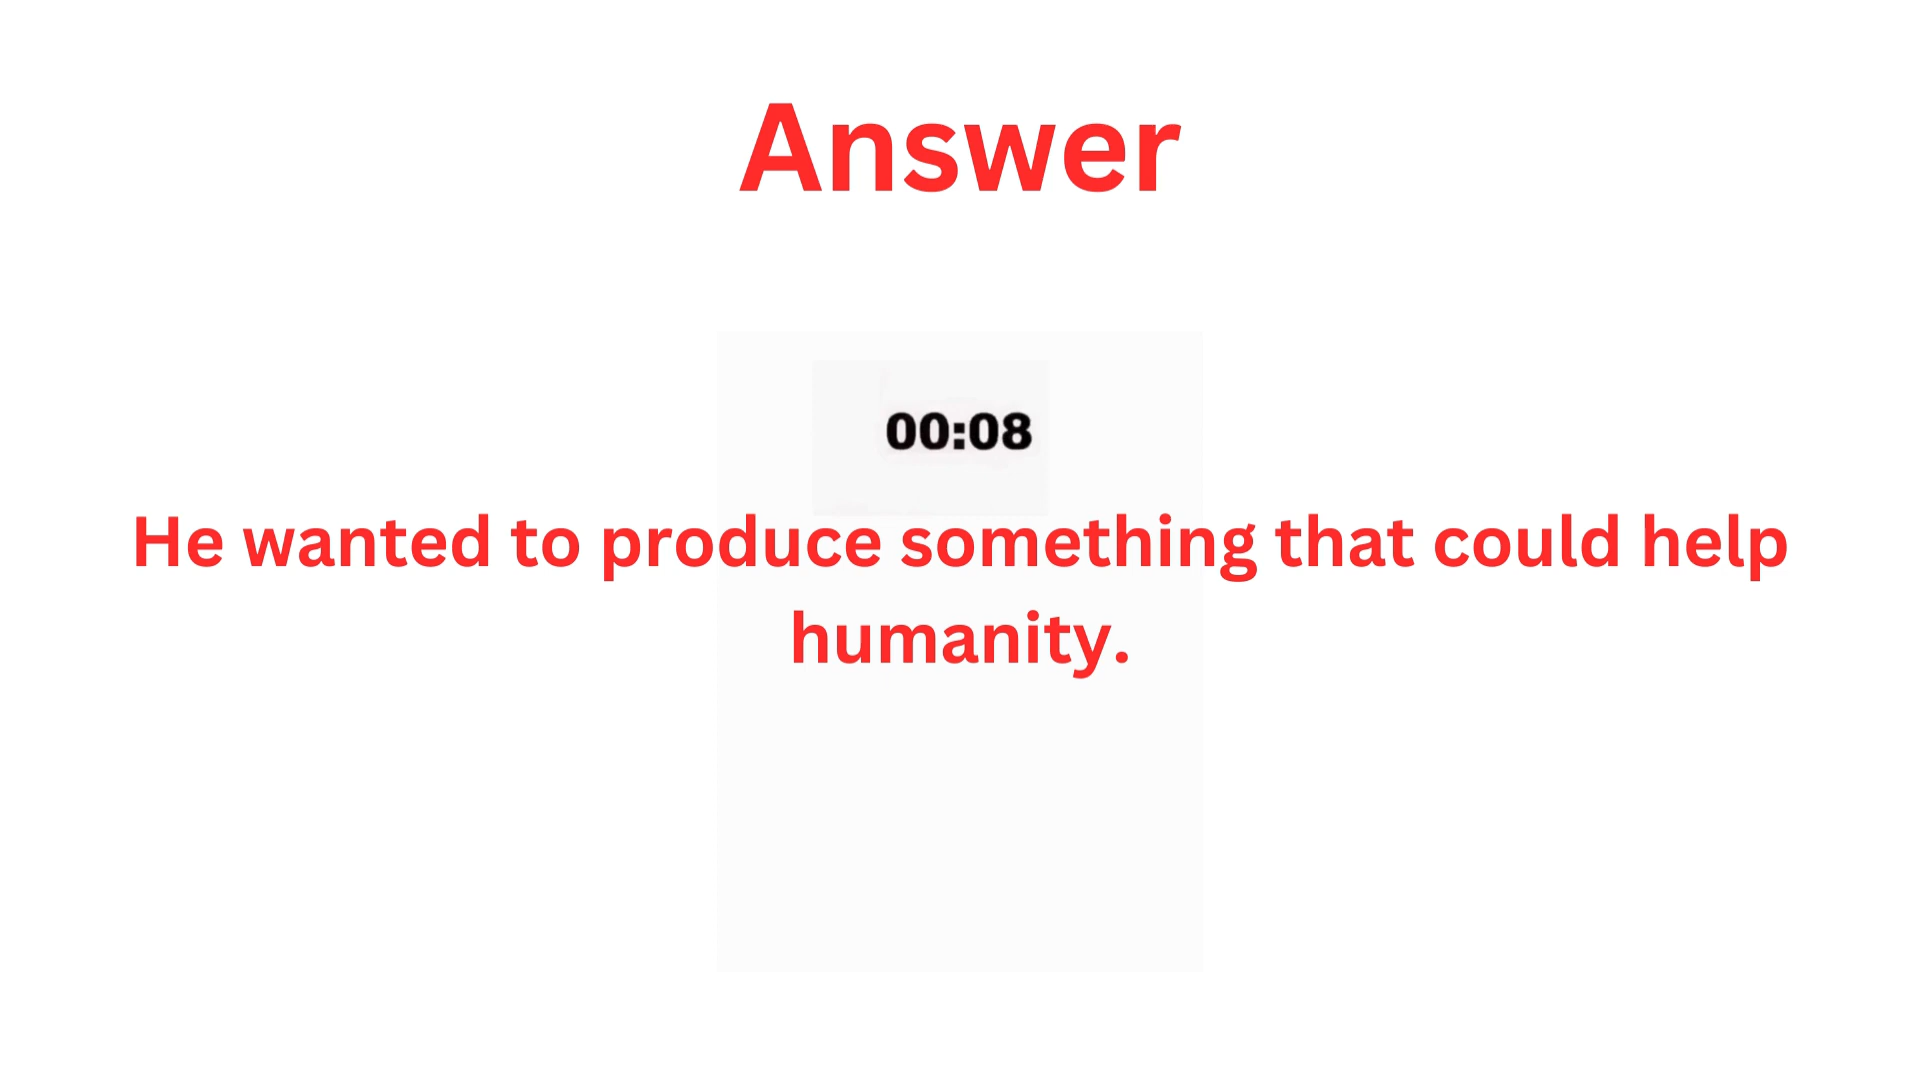 Answer
00:08
He wanted to produce something that could help
humanity.